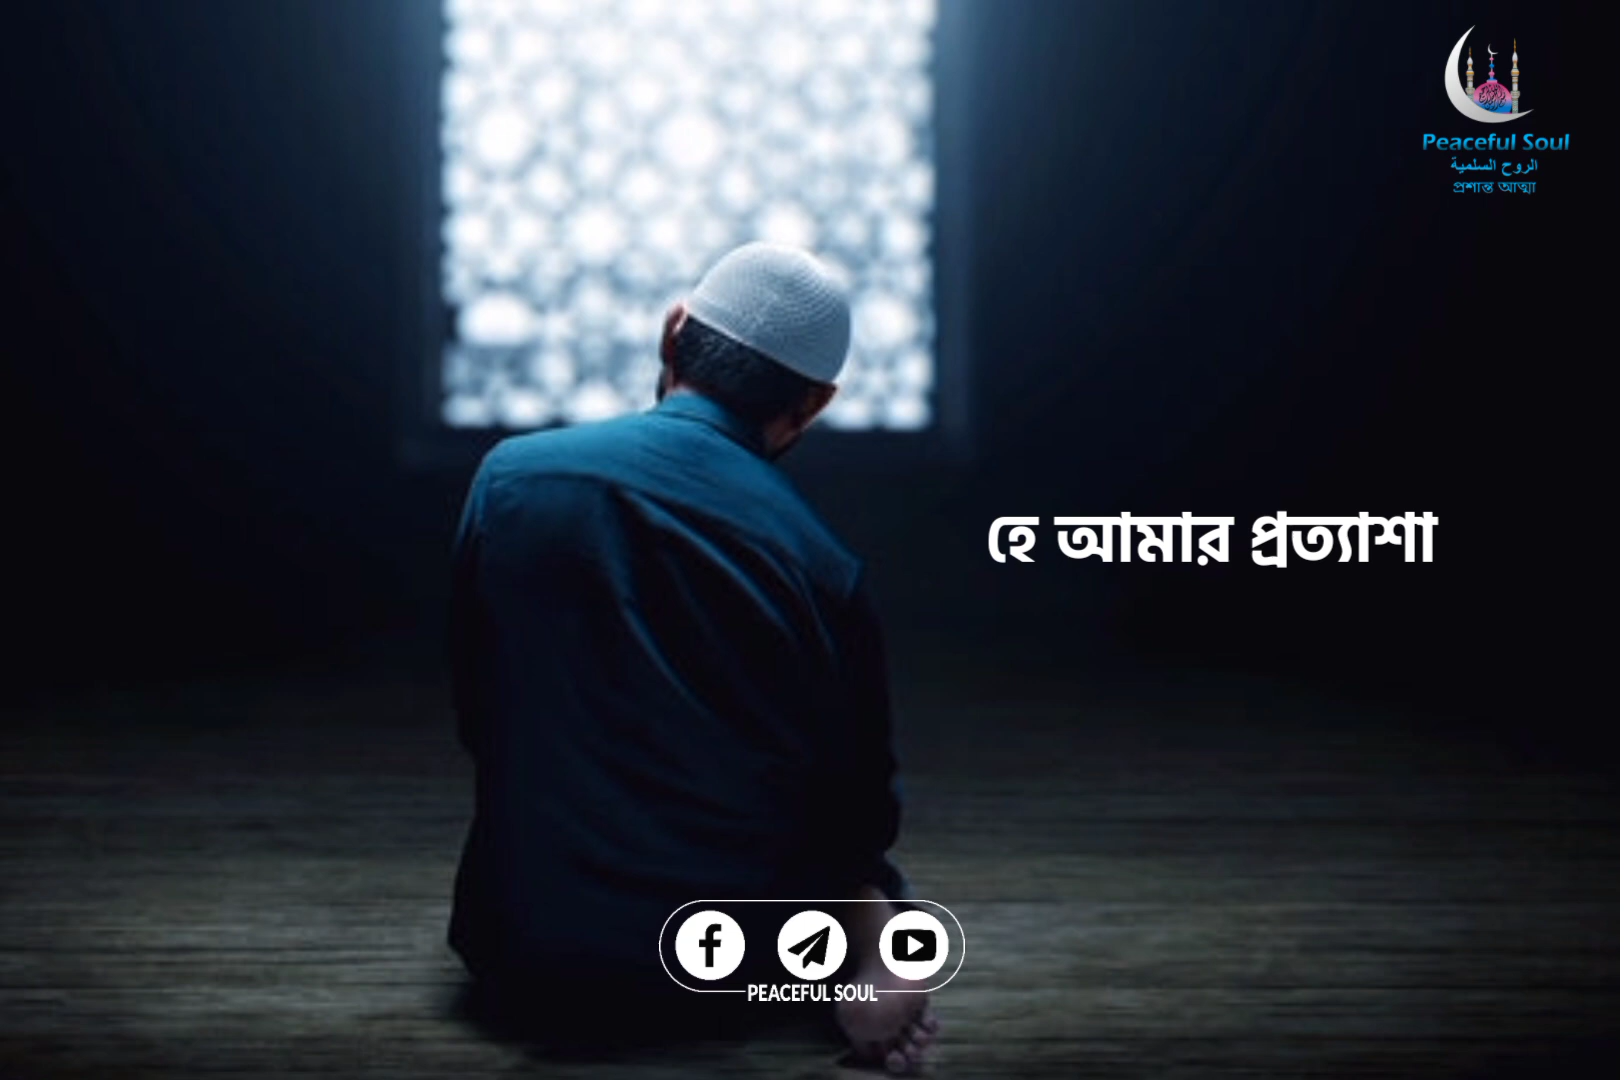 Peaceful Soul
الروح السلمية
প্রশান্ত আত্মা
হে আমার প্রত্যাশা
PEACEFUL SOUL